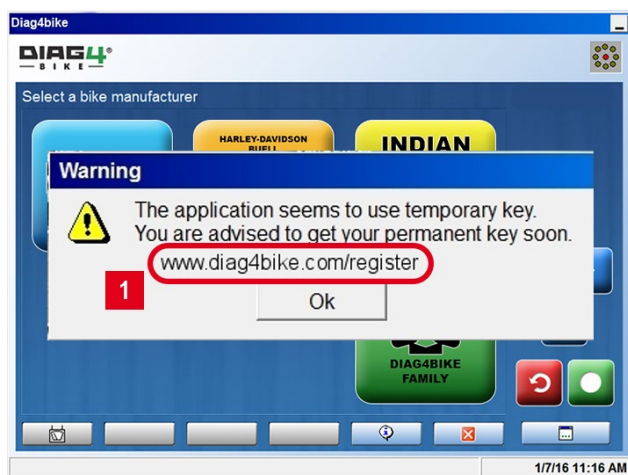 Diag4bike
DIAG4®
BIKE
Select a bike manufacturer
HARLEY-DAVIDSON
BUELL
INDIAN
Warning
The application seems to use temporary key.
You are advised to get your permanent key soon.
www.diag4bike.com/register
1
Ok
DIAG4BIKE
FAMILY
1/7/16 11:16 AM